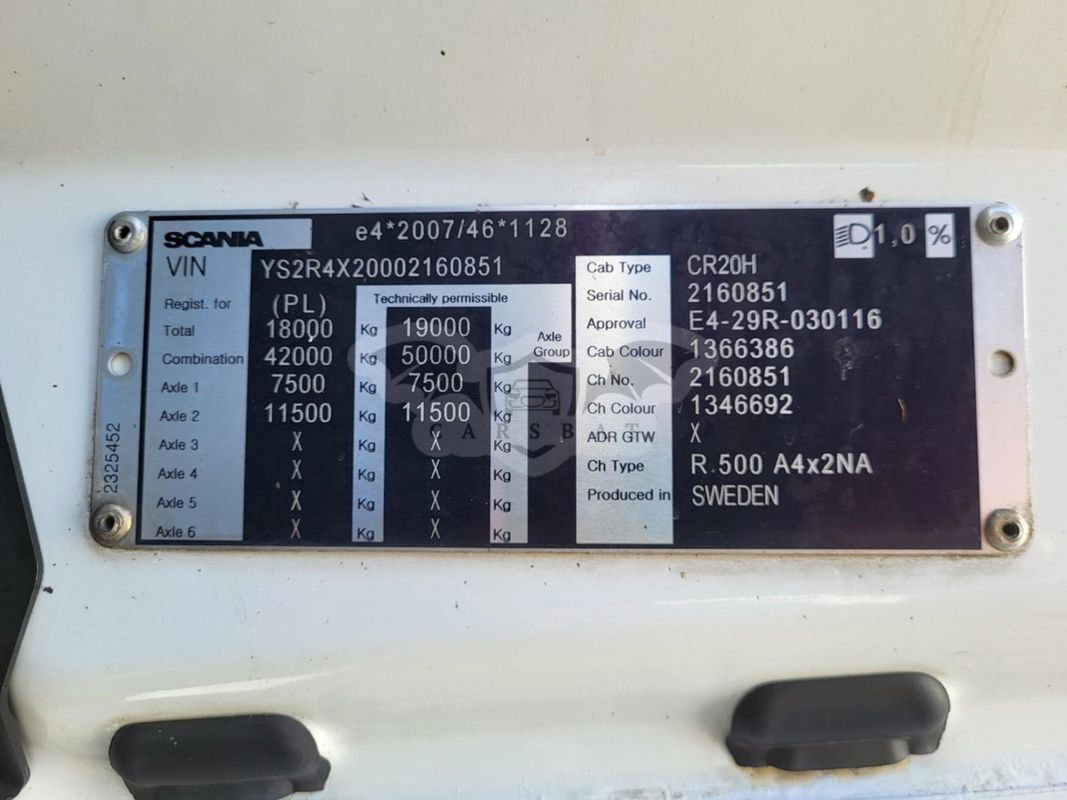 SCANIA e4*2007/46*1128 1,0 %
VIN YS2R4X20002160851
Regist. for (PL) Technically permissible
Total 18000 Kg 19000 Kg
Combination 42000 Kg 50000 Kg Axle Group
Axle 1 7500 Kg 7500 Kg
Axle 2 11500 Kg 11500 Kg
Axle 3 X Kg X Kg
Axle 4 X Kg X Kg
Axle 5 X Kg X Kg
Axle 6 X Kg X Kg
Cab Type CR20H
Serial No. 2160851
Approval E4-29R-030116
Cab Colour 1366386
Ch No. 2160851
Ch Colour 1346692
ADR GTW X
Ch Type R 500 A4x2NA
Produced in SWEDEN
2325452
CARSBAT